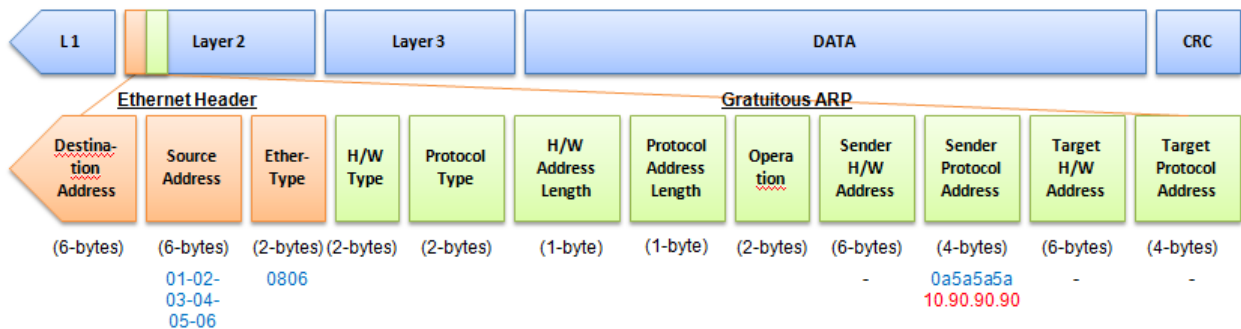 L 1 Layer 2 Layer 3 DATA CRC
Ethernet Header Gratuitous ARP
Destina-
tion
Address
Source
Address
Ether-
Type
H/W
Type
Protocol
Type
H/W
Address
Length
Protocol
Address
Length
Opera
tion
Sender
H/W
Address
Sender
Protocol
Address
Target
H/W
Address
Target
Protocol
Address
(6-bytes) (6-bytes) (2-bytes) (2-bytes) (2-bytes) (1-byte) (1-byte) (2-bytes) (6-bytes) (4-bytes) (6-bytes) (4-bytes)
01-02-
03-04-
05-06
0806
-
0a5a5a5a
10.90.90.90
-
-